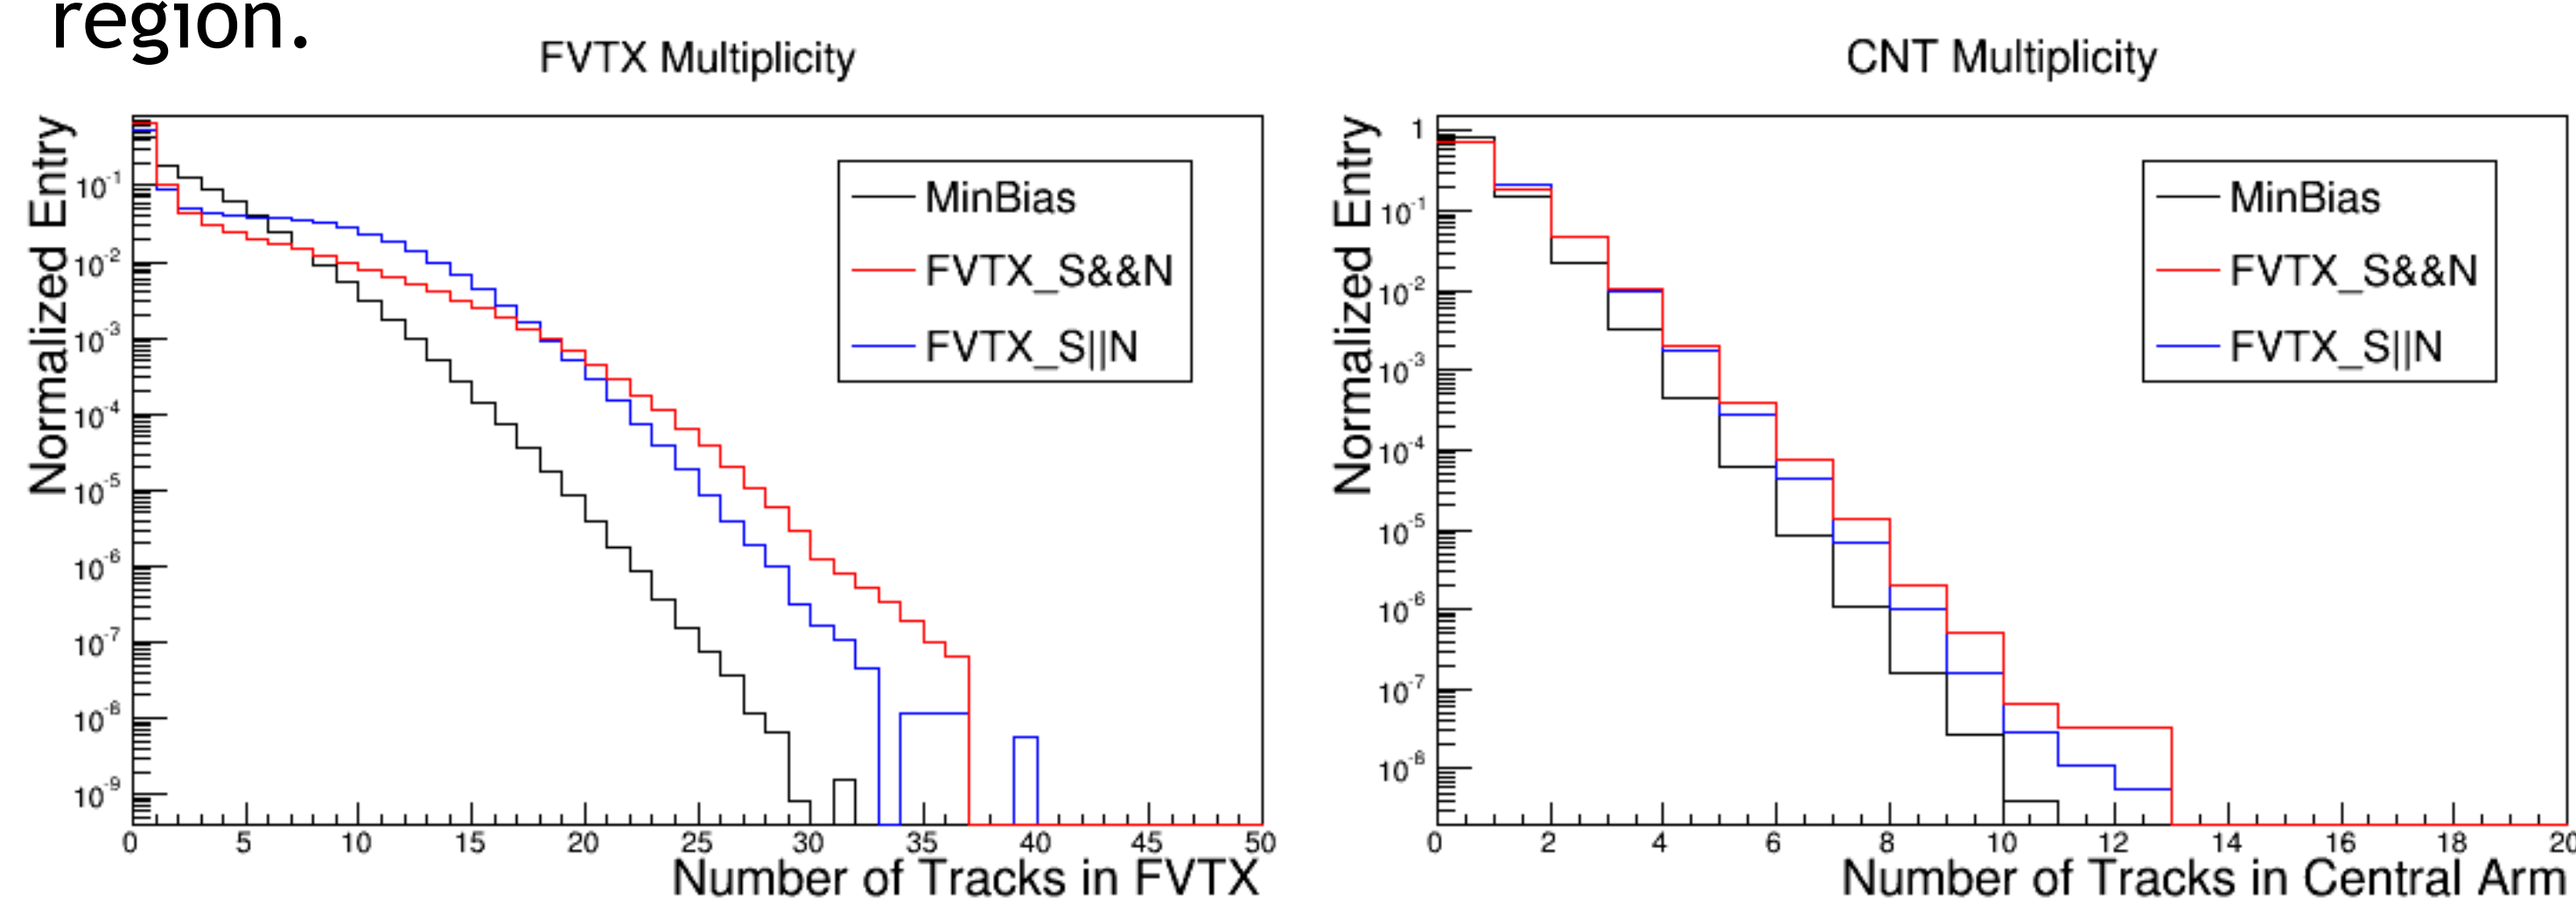 region.
FVTX Multiplicity
Normalized Entry
10⁻¹
10⁻²
10⁻³
10⁻⁴
10⁻⁵
10⁻⁶
10⁻⁷
10⁻⁸
10⁻⁹
MinBias
FVTX_S&&N
FVTX_S||N
0 5 10 15 20 25 30 35 40 45 50
Number of Tracks in FVTX
CNT Multiplicity
Normalized Entry
1
10⁻¹
10⁻²
10⁻³
10⁻⁴
10⁻⁵
10⁻⁶
10⁻⁷
10⁻⁸
MinBias
FVTX_S&&N
FVTX_S||N
0 2 4 6 8 10 12 14 16 18 20
Number of Tracks in Central Arm